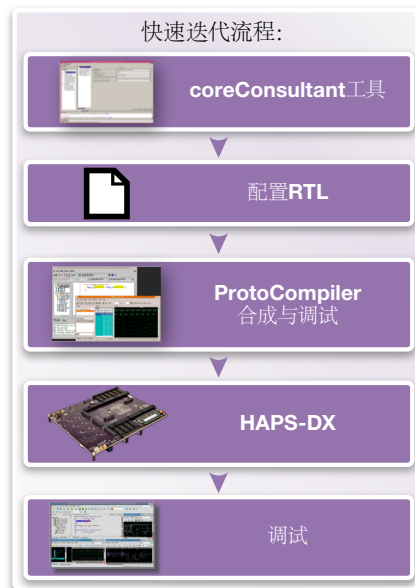 快速迭代流程:
coreConsultant工具
配置RTL
ProtoCompiler
合成与调试
HAPS-DX
调试